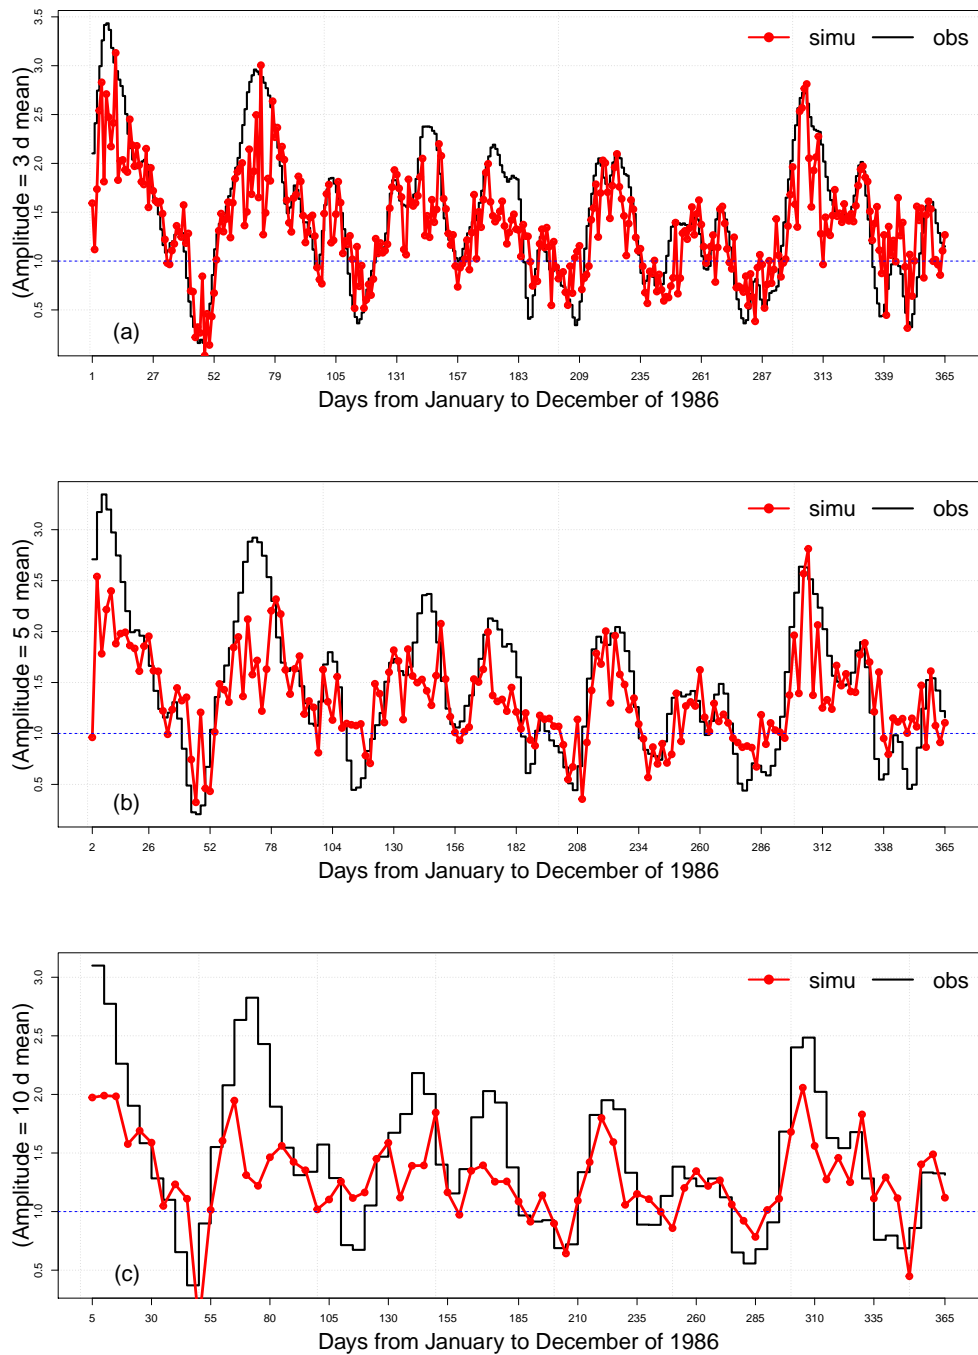 simu obs
(Amplitude = 3 d mean)
3.5
3.0
2.5
2.0
1.5
1.0
0.5
(a)
1 27 52 79 105 131 157 183 209 235 261 287 313 339 365
Days from January to December of 1986
simu obs
(Amplitude = 5 d mean)
3.0
2.5
2.0
1.5
1.0
0.5
(b)
2 26 52 78 104 130 156 182 208 234 260 286 312 338 365
Days from January to December of 1986
simu obs
(Amplitude = 10 d mean)
3.0
2.5
2.0
1.5
1.0
0.5
(c)
5 30 55 80 105 130 155 185 210 235 260 285 310 340 365
Days from January to December of 1986